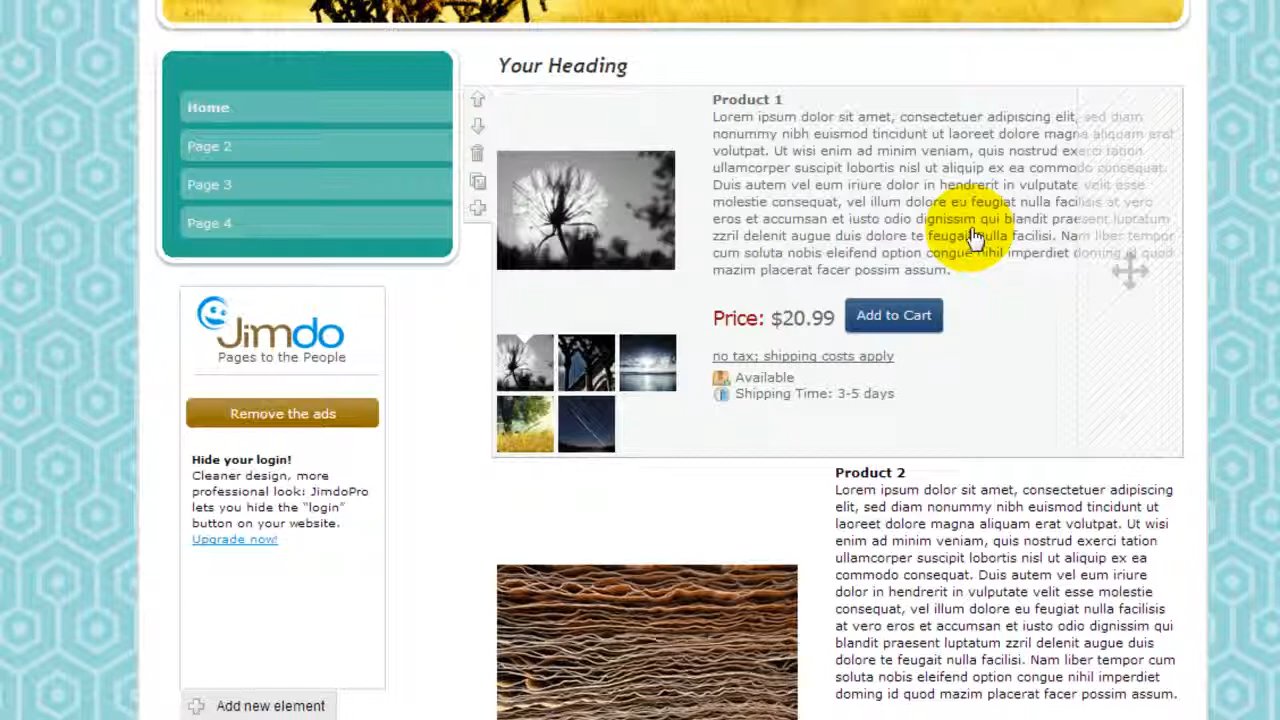 Your Heading
Home
Page 2
Page 3
Page 4
Jimdo
Pages to the People
Remove the ads
Hide your login!
Cleaner design, more
professional look: JimdoPro
lets you hide the "login"
button on your website.
Upgrade now!
Add new element
Product 1
Lorem ipsum dolor sit amet, consectetuer adipiscing elit, sed diam
nonummy nibh euismod tincidunt ut laoreet dolore magna aliquam erat
volutpat. Ut wisi enim ad minim veniam, quis nostrud exerci tation
ullamcorper suscipit lobortis nisl ut aliquip ex ea commodo consequat.
Duis autem vel eum iriure dolor in hendrerit in vulputate velit esse
molestie consequat, vel illum dolore eu feugiat nulla facilisis at vero
eros et accumsan et iusto odio dignissim qui blandit praesent luptatum
zzril delenit augue duis dolore te feugait nulla facilisi. Nam liber tempor
cum soluta nobis eleifend option congue nihil imperdiet doming id quod
mazim placerat facer possim assum.
Price: $20.99 Add to Cart
no tax; shipping costs apply
Available
Shipping Time: 3-5 days
Product 2
Lorem ipsum dolor sit amet, consectetuer adipiscing
elit, sed diam nonummy nibh euismod tincidunt ut
laoreet dolore magna aliquam erat volutpat. Ut wisi
enim ad minim veniam, quis nostrud exerci tation
ullamcorper suscipit lobortis nisl ut aliquip ex ea
commodo consequat. Duis autem vel eum iriure
dolor in hendrerit in vulputate velit esse molestie
consequat, vel illum dolore eu feugiat nulla facilisis
at vero eros et accumsan et iusto odio dignissim qui
blandit praesent luptatum zzril delenit augue duis
dolore te feugait nulla facilisi. Nam liber tempor cum
soluta nobis eleifend option congue nihil imperdiet
doming id quod mazim placerat facer possim assum.